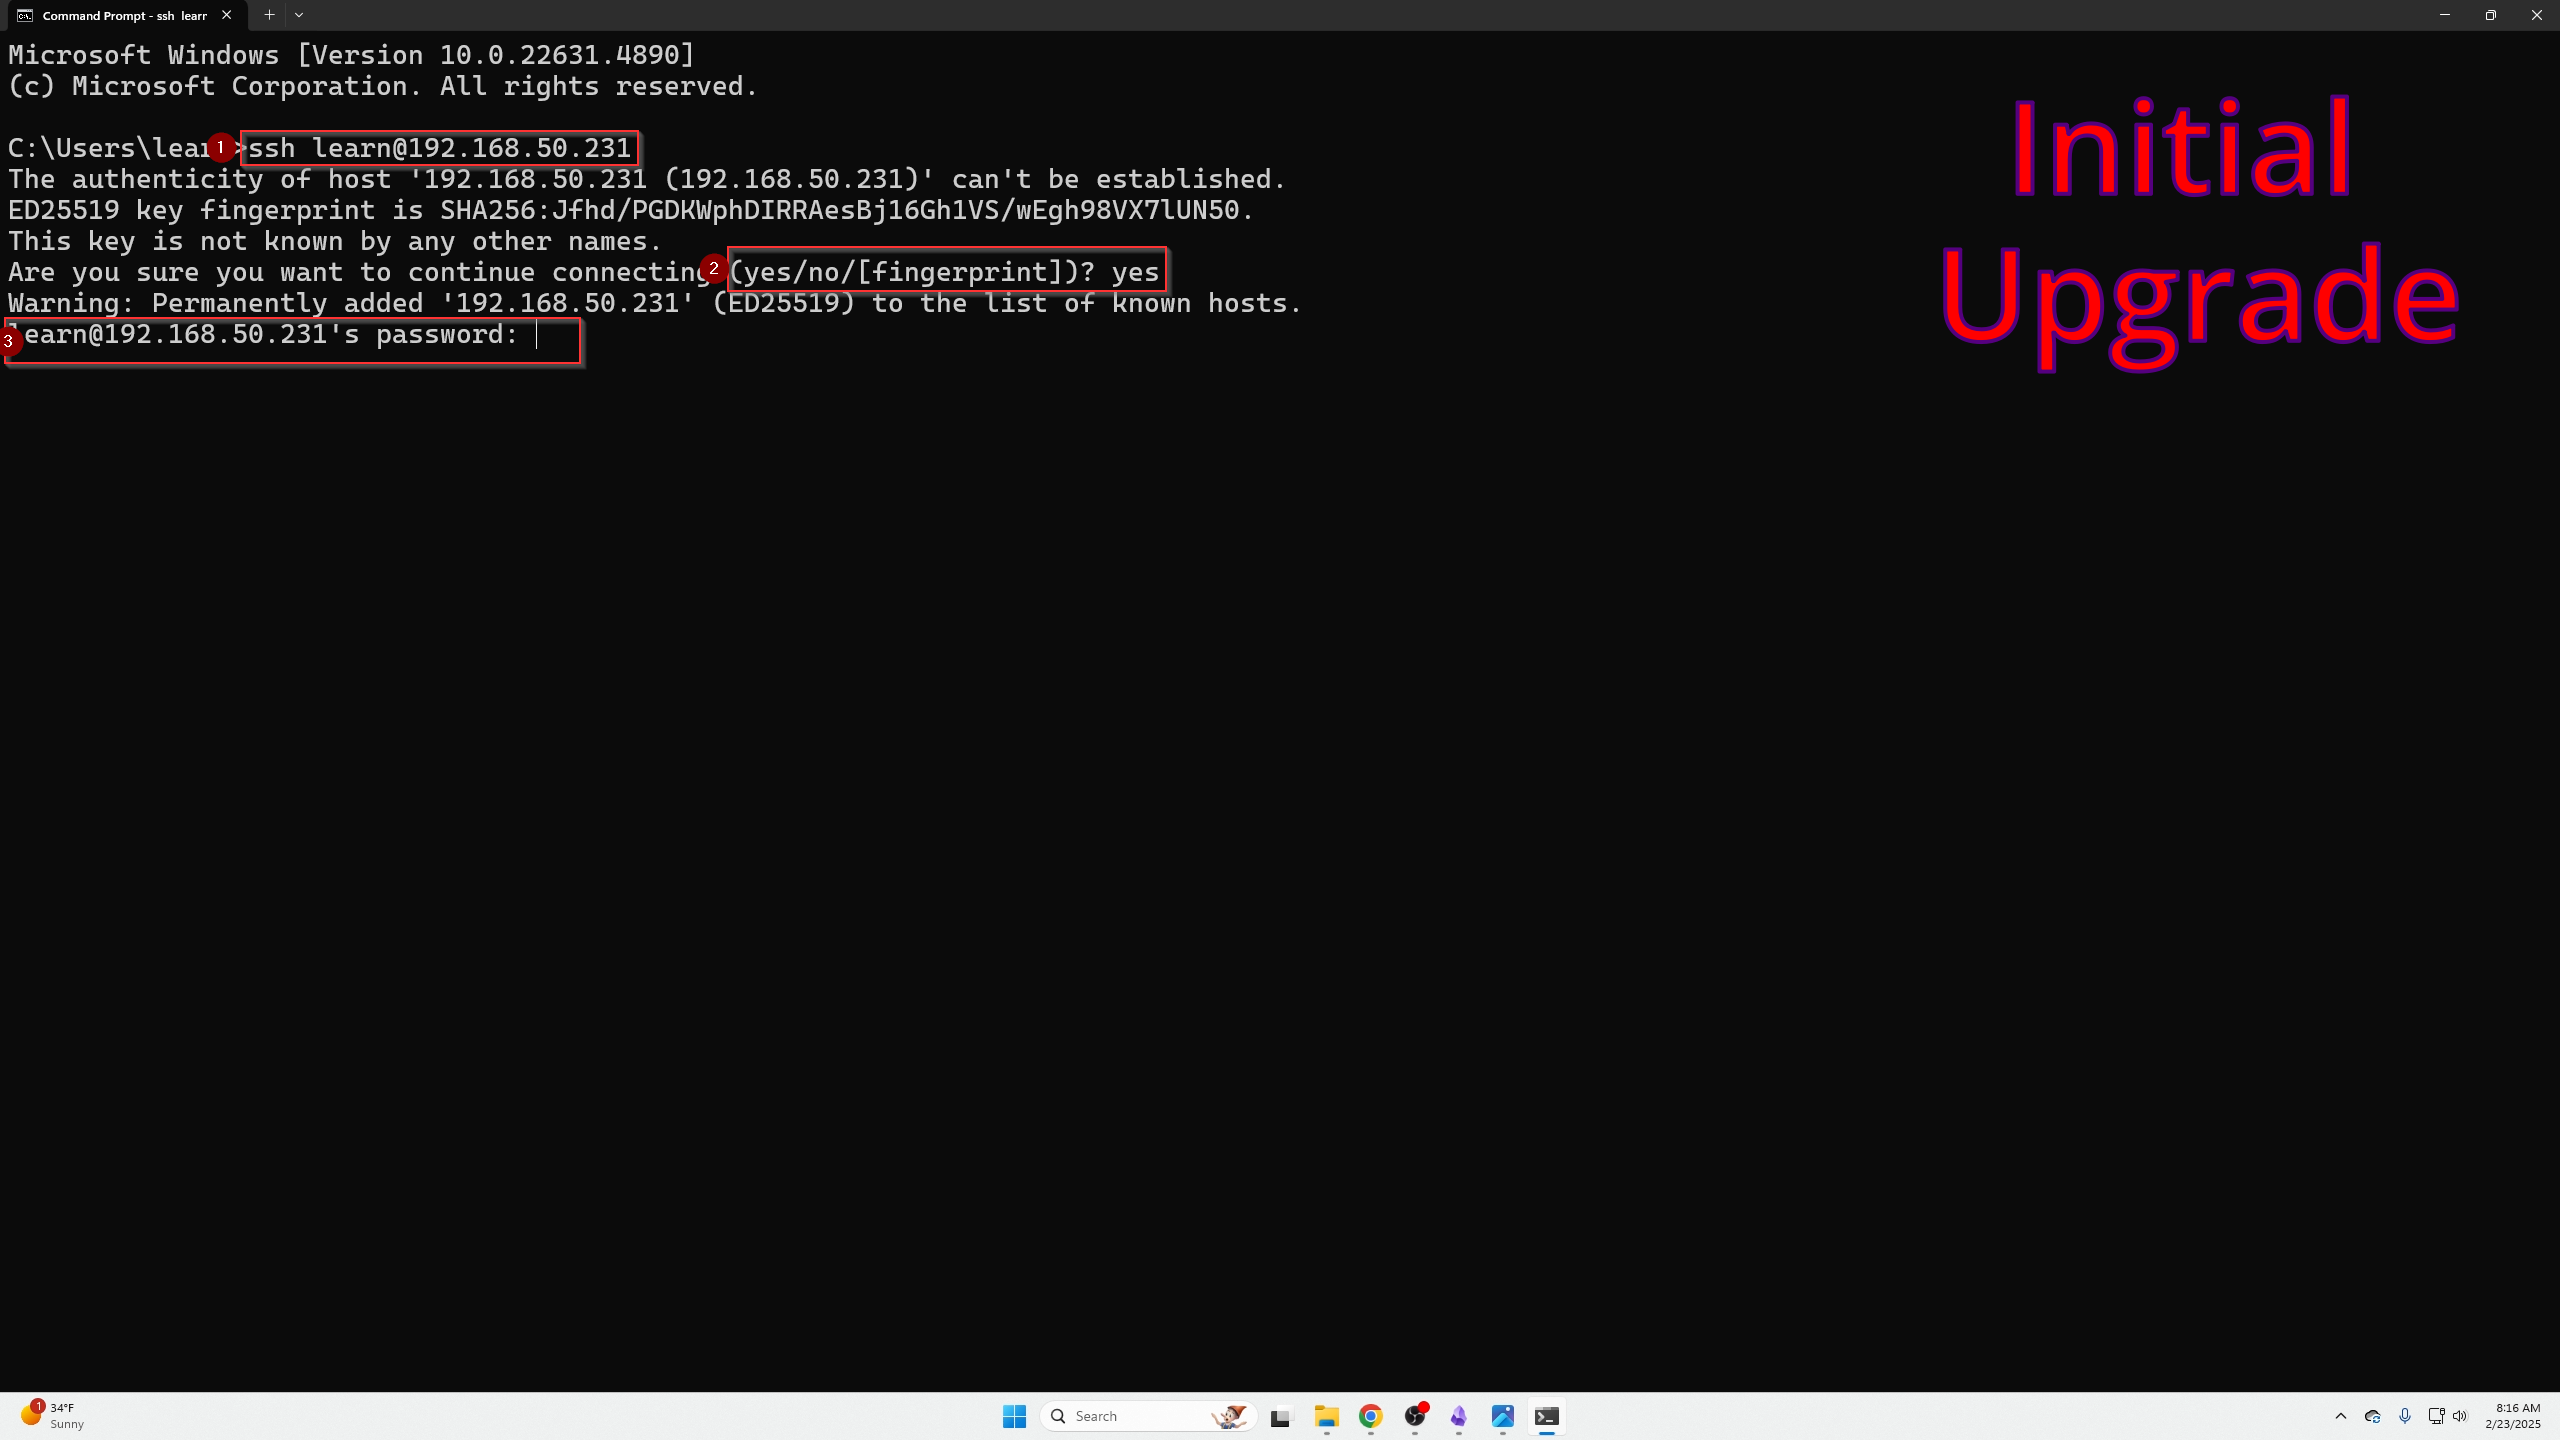 Command Prompt - ssh learn
Microsoft Windows [Version 10.0.22631.4890]
(c) Microsoft Corporation. All rights reserved.
C:\Users\learn>ssh learn@192.168.50.231
1
The authenticity of host '192.168.50.231 (192.168.50.231)' can't be established.
ED25519 key fingerprint is SHA256:Jfhd/PGDKWphDIRRAesBj16Gh1VS/wEgh98VX7lUN50.
This key is not known by any other names.
Are you sure you want to continue connecting (yes/no/[fingerprint])? yes
2
Warning: Permanently added '192.168.50.231' (ED25519) to the list of known hosts.
learn@192.168.50.231's password:
3
Initial
Upgrade
1
34°F
Sunny
Search
8:16 AM
2/23/2025